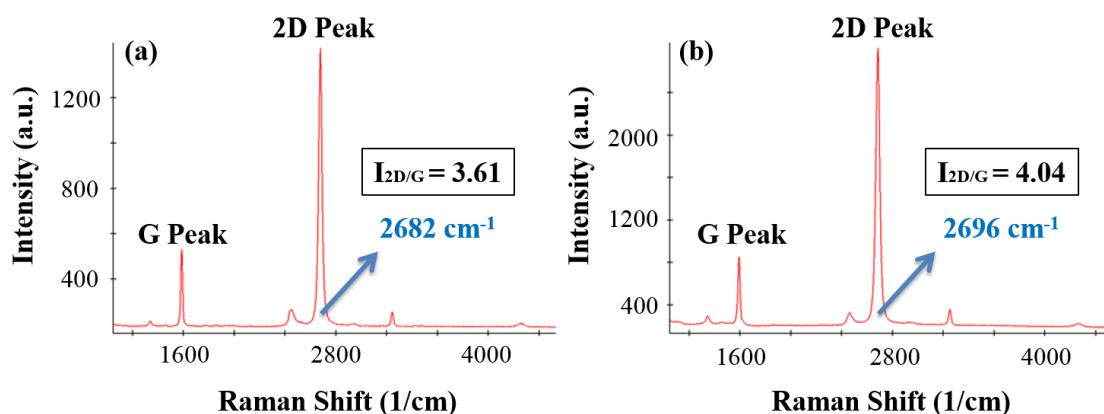 (a)
2D Peak
Intensity (a.u.)
1200
800
400
G Peak
I2D/G = 3.61
2682 cm-1
1600
2800
4000
Raman Shift (1/cm)
(b)
2D Peak
Intensity (a.u.)
2000
1200
400
G Peak
I2D/G = 4.04
2696 cm-1
1600
2800
4000
Raman Shift (1/cm)